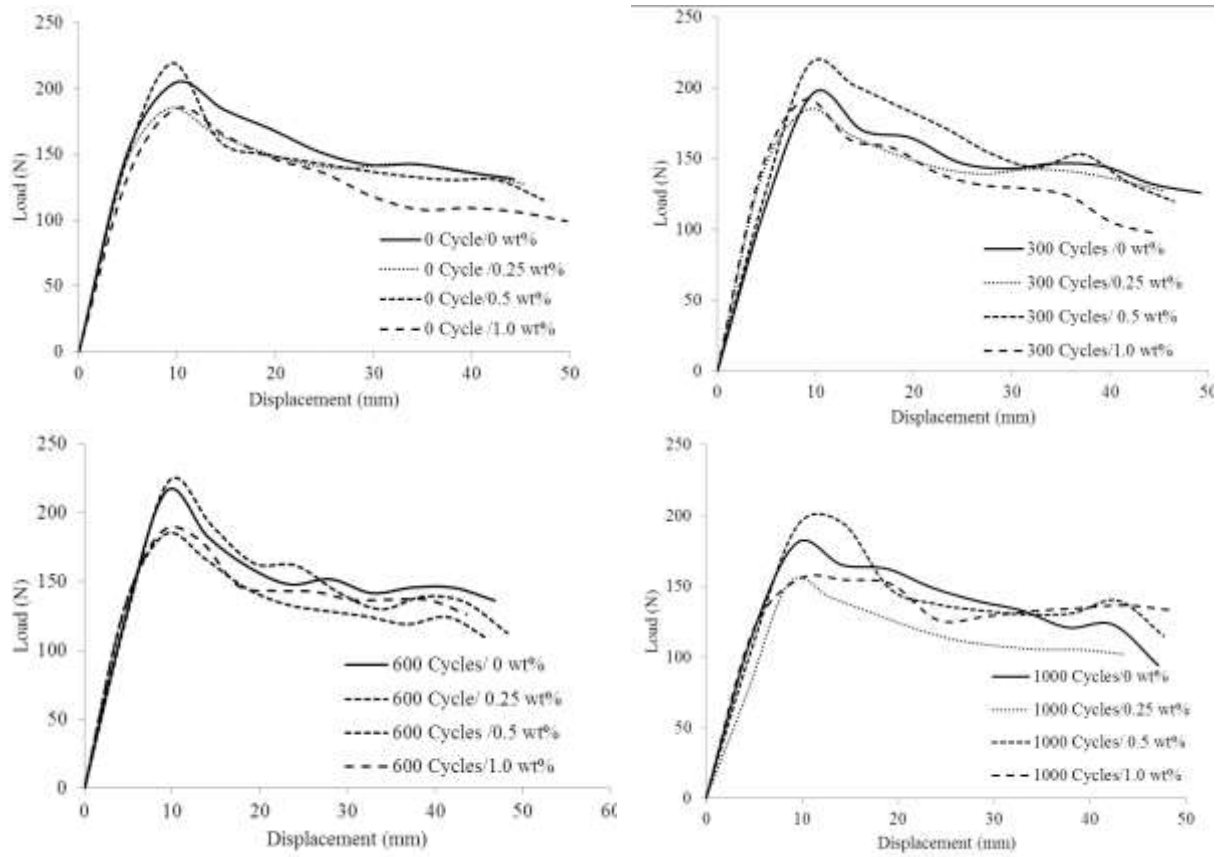 250
200
150
100
50
0
Load (N)
0 Cycle/0 wt%
0 Cycle /0.25 wt%
0 Cycle/0.5 wt%
0 Cycle /1.0 wt%
0 10 20 30 40 50
Displacement (mm)
250
200
150
100
50
0
Load (N)
300 Cycles /0 wt%
300 Cycles/0.25 wt%
300 Cycles/ 0.5 wt%
300 Cycles/1.0 wt%
0 10 20 30 40 50
Displacement (mm)
250
200
150
100
50
0
Load (N)
600 Cycles/ 0 wt%
600 Cycle/ 0.25 wt%
600 Cycles /0.5 wt%
600 Cycles/1.0 wt%
0 10 20 30 40 50 60
Displacement (mm)
250
200
150
100
50
0
Load (N)
1000 Cycles/0 wt%
1000 Cycles/0.25 wt%
1000 Cycles/ 0.5 wt%
1000 Cycles/1.0 wt%
0 10 20 30 40 50
Displacement (mm)